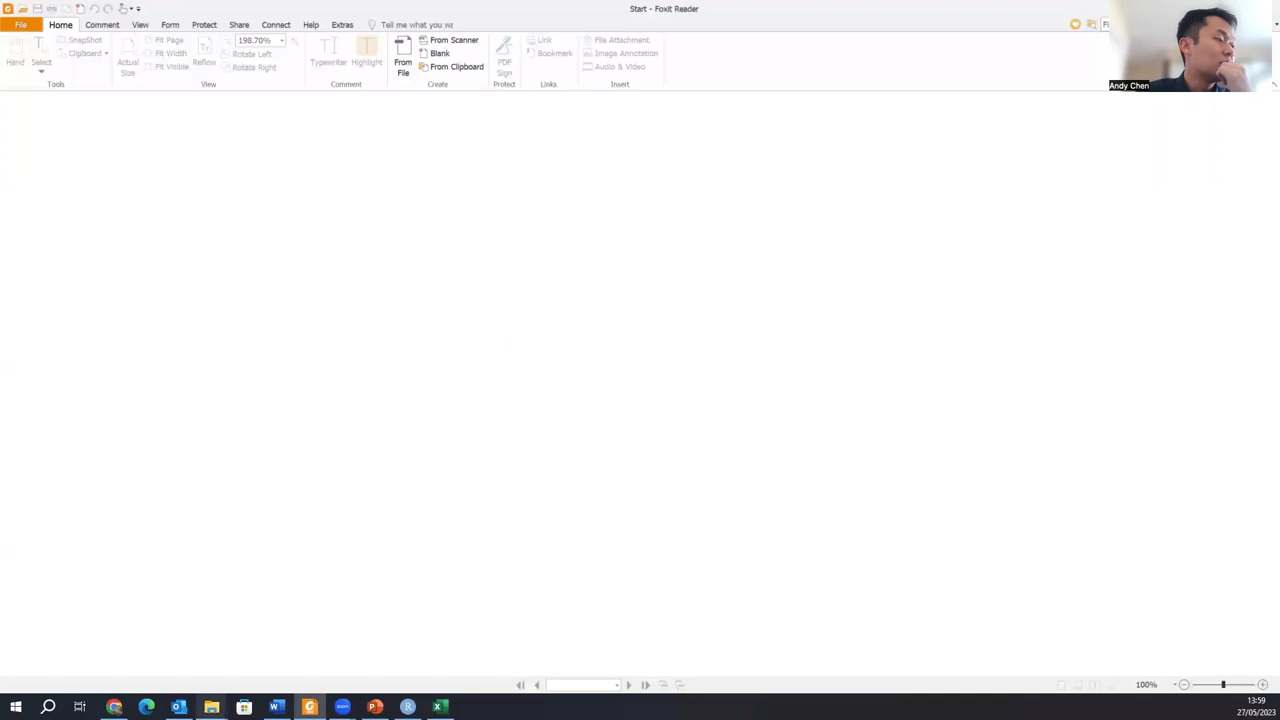 Start - Foxit Reader
File Home Comment View Form Protect Share Connect Help Extras Tell me what you wa
Hand
Select
SnapShot
Clipboard
Tools
Actual Size
Fit Page
Fit Width
Fit Visible
Reflow
198.70%
Rotate Left
Rotate Right
View
Typewriter
Highlight
Comment
From File
From Scanner
Blank
From Clipboard
Create
PDF Sign
Protect
Link
Bookmark
Links
File Attachment
Image Annotation
Audio & Video
Insert
Andy Chen
100%
13:59
27/05/2023